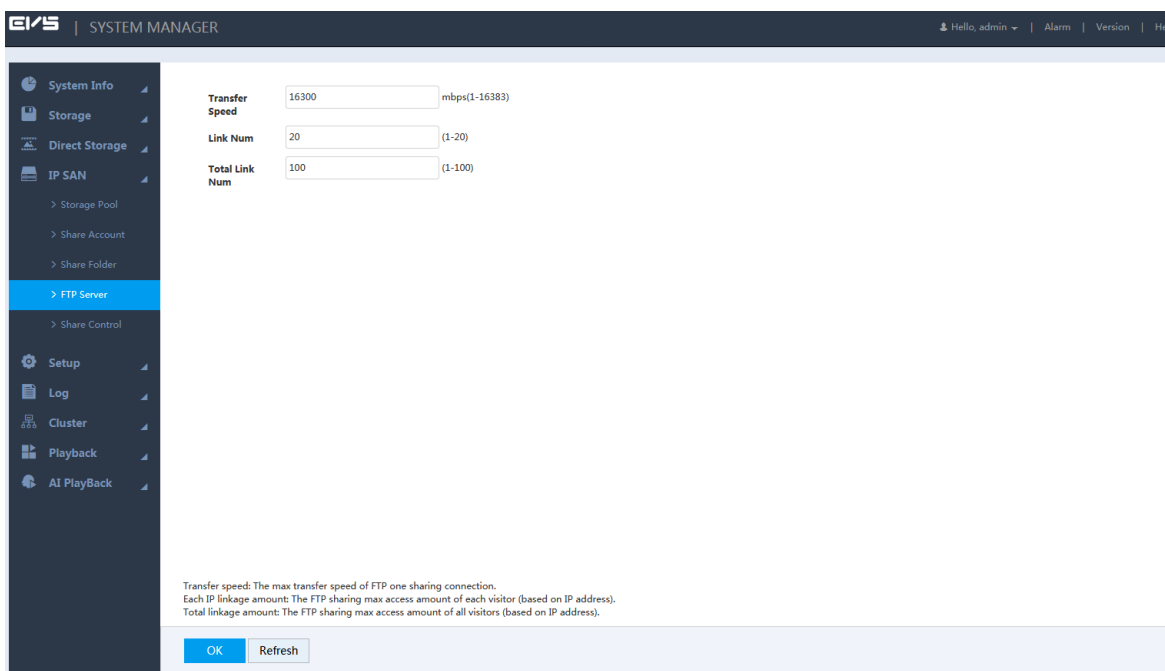 EVS | SYSTEM MANAGER
Hello, admin | Alarm | Version |
System Info
Storage
Direct Storage
IP SAN
> Storage Pool
> Share Account
> Share Folder
> FTP Server
> Share Control
Setup
Log
Cluster
Playback
AI PlayBack
Transfer
Speed
16300
mbps(1-16383)
Link Num
20
(1-20)
Total Link
Num
100
(1-100)
Transfer speed: The max transfer speed of FTP one sharing connection.
Each IP linkage amount: The FTP sharing max access amount of each visitor (based on IP address).
Total linkage amount: The FTP sharing max access amount of all visitors (based on IP address).
OK
Refresh